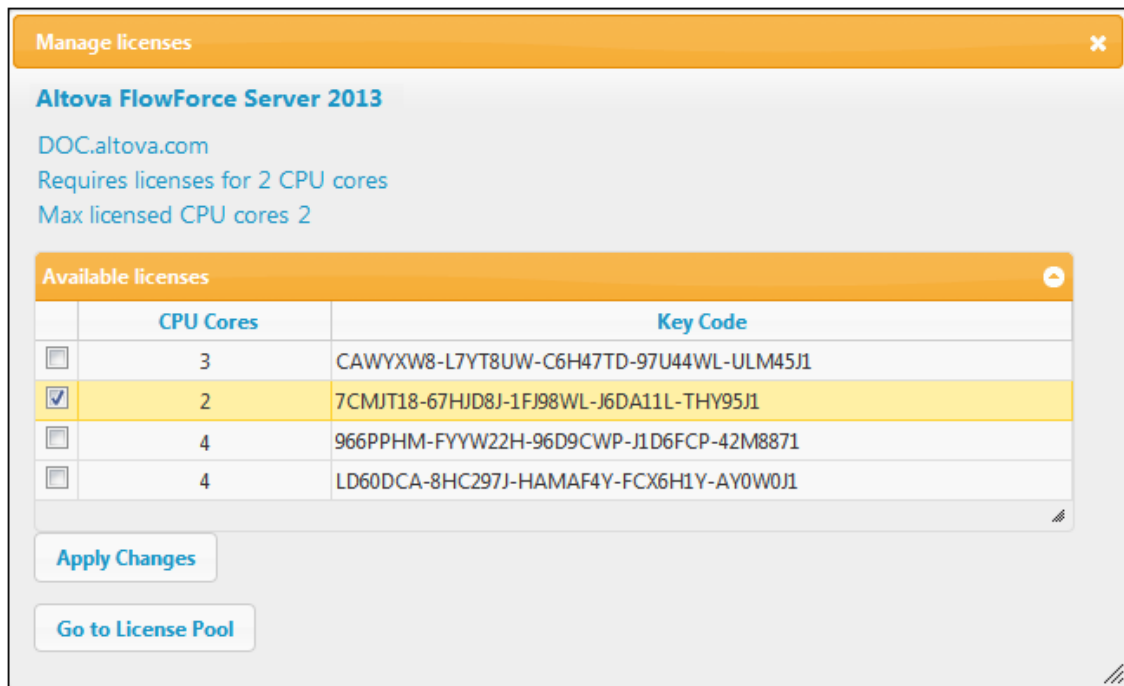 Manage licenses
Altova FlowForce Server 2013
DOC.altova.com
Requires licenses for 2 CPU cores
Max licensed CPU cores 2
Available licenses
CPU Cores Key Code
3 CAWYXW8-L7YT8UW-C6H47TD-97U44WL-ULM45J1
2 7CMJT18-67HJD8J-1FJ98WL-J6DA11L-THY95J1
4 966PPHM-FYYW22H-96D9CWP-J1D6FCP-42M8871
4 LD60DCA-8HC297J-HAMAF4Y-FCX6H1Y-AY0W0J1
Apply Changes
Go to License Pool